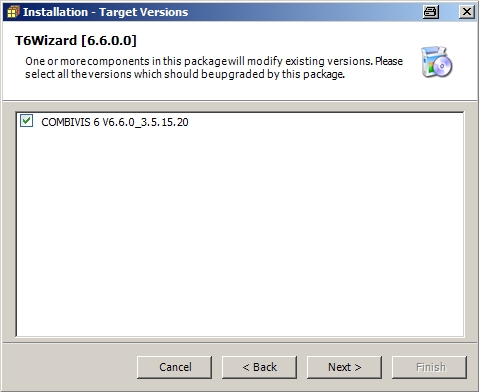 Installation - Target Versions
T6Wizard [6.6.0.0]
One or more components in this package will modify existing versions. Please
select all the versions which should be upgraded by this package.
COMBIVIS 6 V6.6.0_3.5.15.20
Cancel
< Back
Next >
Finish